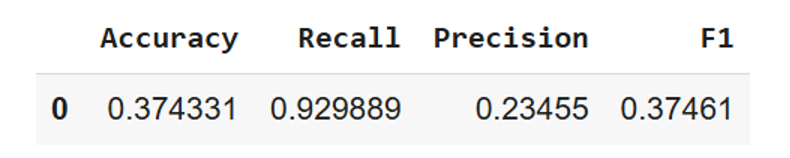 Accuracy Recall Precision F1
0 0.374331 0.929889 0.23455 0.37461